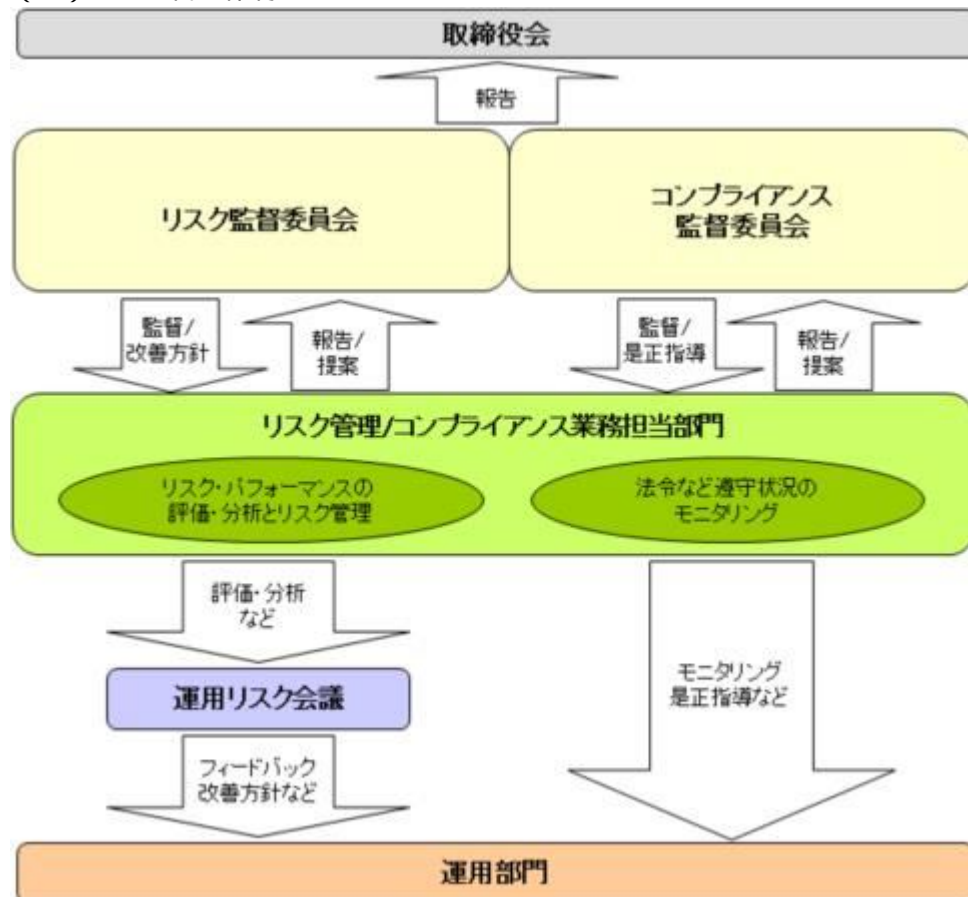 取締役会
報告
リスク監督委員会
コンプライアンス
監督委員会
監督/
改善方針
報告/
提案
監督/
是正指導
報告/
提案
リスク管理/コンプライアンス業務担当部門
リスク・パフォーマンスの
評価・分析とリスク管理
法令など遵守状況の
モニタリング
評価・分析
など
運用リスク会議
モニタリング
是正指導など
フィードバック
改善方針など
運用部門